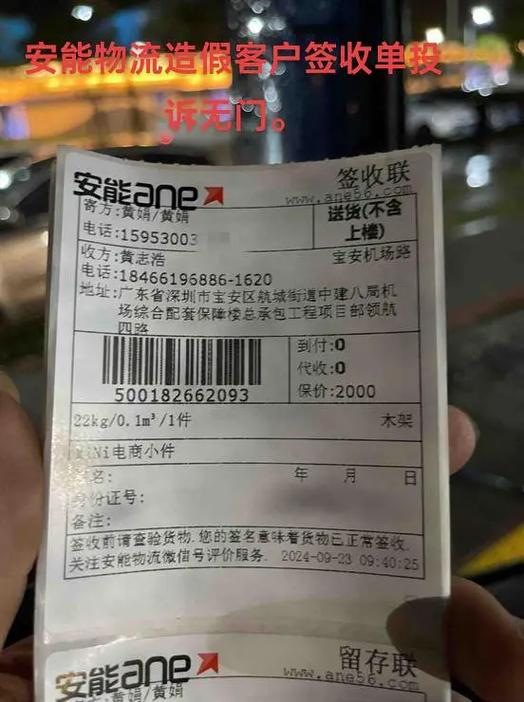 安能物流造假客户签收单投
诉无门。
安能ane
签收联
www.ane56.com
寄方:黄娟/黄娟
电话:15953003
送货(不含
上楼)
收方:黄志浩
宝安机场路
电话:18466196886-1620
地址:广东省深圳市宝安区航城街道中建八局机
场综合配套保障楼总承包工程项目部领航
四路
500182662093
到付:0
代收:0
保价:2000
22kg/0.1m³/1件
木架
Ni电商小件
名:
年 月 日
身份证号:
备注:
签收前请查验货物.您的签名意味着货物已正常签收.
关注安能物流微信号评价服务. 2024-09-23 09:40:25
安能ane
留存联
www.ane56.com
黄娟/黄娟